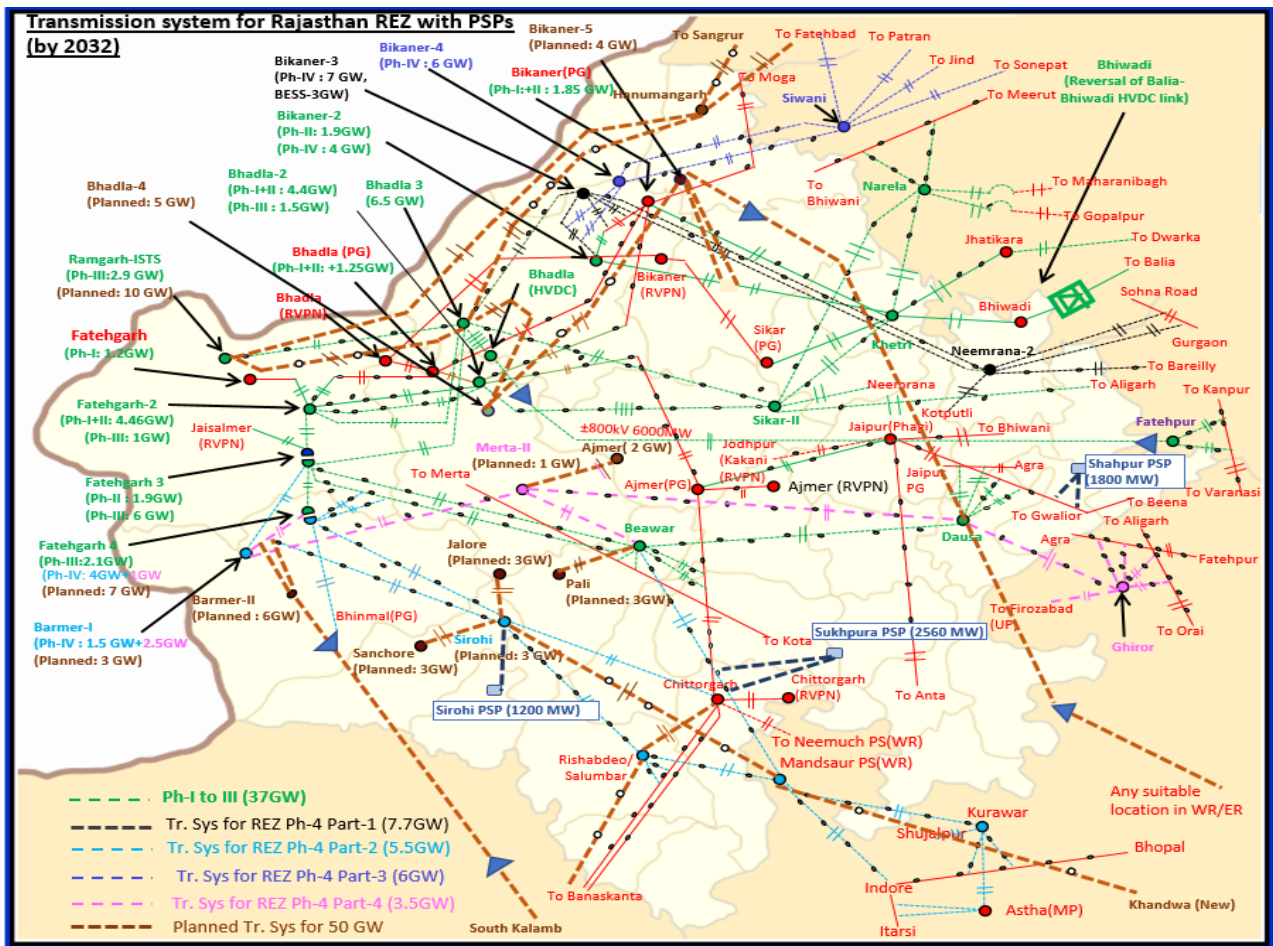 Transmission system for Rajasthan REZ with PSPs
(by 2032)
Bikaner-5
(Planned: 4 GW)
Bikaner-4
(Ph-IV : 6 GW)
Bikaner-3
(Ph-IV : 7 GW,
BESS-3GW)
Bikaner(PG)
(Ph-I:+II : 1.85 GW)
Bikaner-2
(Ph-II: 1.9GW)
(Ph-IV : 4 GW)
To Sangrur
To Moga
Hanumangarh
To Fatehbad
To Patran
To Jind
To Sonepat
To Meerut
Siwani
Bhiwadi
(Reversal of Balia-
Bhiwadi HVDC link)
Bhadla-2
(Ph-I+II : 4.4GW)
(Ph-III : 1.5GW)
Bhadla 3
(6.5 GW)
Bhadla-4
(Planned: 5 GW)
To
Bhiwani
Narela
To Maharanibagh
To Gopalpur
Jhatikara
To Dwarka
To Balia
Ramgarh-ISTS
(Ph-III:2.9 GW)
(Planned: 10 GW)
Bhadla (PG)
(Ph-I+II: +1.25GW)
Bhadla
(RVPN)
Bhadla
(HVDC)
Bikaner
(RVPN)
Bhiwadi
Sohna Road
Gurgaon
Khetri
Sikar
(PG)
Neemrana-2
To Bareilly
Fatehgarh
(Ph-I: 1.2GW)
Fatehgarh-2
(Ph-I+II: 4.46GW)
(Ph-III: 1GW)
Neemrana
To Aligarh
To Kanpur
Sikar-II
Kotputli
Jaisalmer
(RVPN)
±800kV 6000MW
Jaipur(Phagi)
To Bhiwani
Fatehpur
Merta-II
(Planned: 1 GW)
Ajmer( 2 GW)
Jodhpur
(Kakani
(RVPN)
To Merta
Ajmer(PG)
Ajmer (RVPN)
Jaipur
PG
Agra
Shahpur PSP
(1800 MW)
To Varanasi
Fatehgarh 3
(Ph-II : 1.9GW)
(Ph-III: 6 GW)
To Gwalior
To Beena
To Aligarh
Agra
Fatehpur
Beawar
Dausa
Fatehgarh 4
(Ph-III:2.1GW)
(Ph-IV: 4GW+1GW
(Planned: 7 GW)
Jalore
(Planned: 3GW)
Pali
(Planned: 3GW)
Barmer-II
(Planned : 6GW)
Bhinmal(PG)
To Firozabad
(UP)
To Orai
Ghiror
Barmer-I
(Ph-IV : 1.5 GW+2.5GW
(Planned: 3 GW)
Sirohi
(Planned: 3 GW)
Sanchore
(Planned: 3GW)
To Kota
Sukhpura PSP (2560 MW)
Sirohi PSP (1200 MW)
Chittorgarh
Chittorgarh
(RVPN)
To Anta
To Neemuch PS(WR)
Mandsaur PS(WR)
Rishabdeo/
Salumbar
Any suitable
location in WR/ER
Kurawar
Shujalpur
Bhopal
To Banaskanta
Indore
Astha(MP)
Itarsi
Khandwa (New)
South Kalamb
Ph-I to III (37GW)
Tr. Sys for REZ Ph-4 Part-1 (7.7GW)
Tr. Sys for REZ Ph-4 Part-2 (5.5GW)
Tr. Sys for REZ Ph-4 Part-3 (6GW)
Tr. Sys for REZ Ph-4 Part-4 (3.5GW)
Planned Tr. Sys for 50 GW